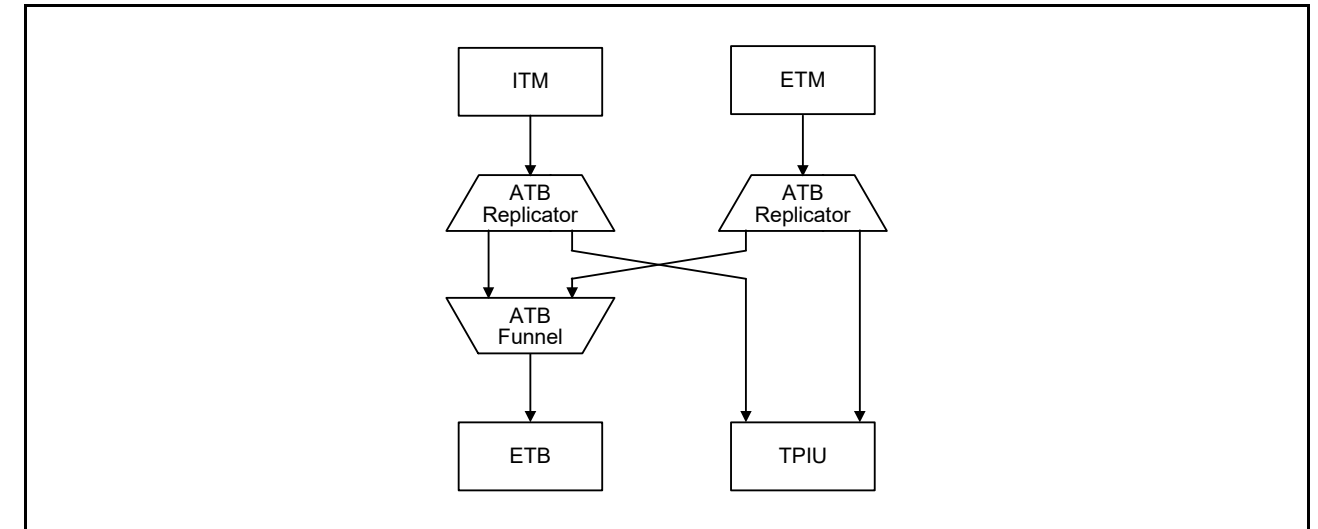 ITM
ETM
ATB
Replicator
ATB
Replicator
ATB
Funnel
ETB
TPIU